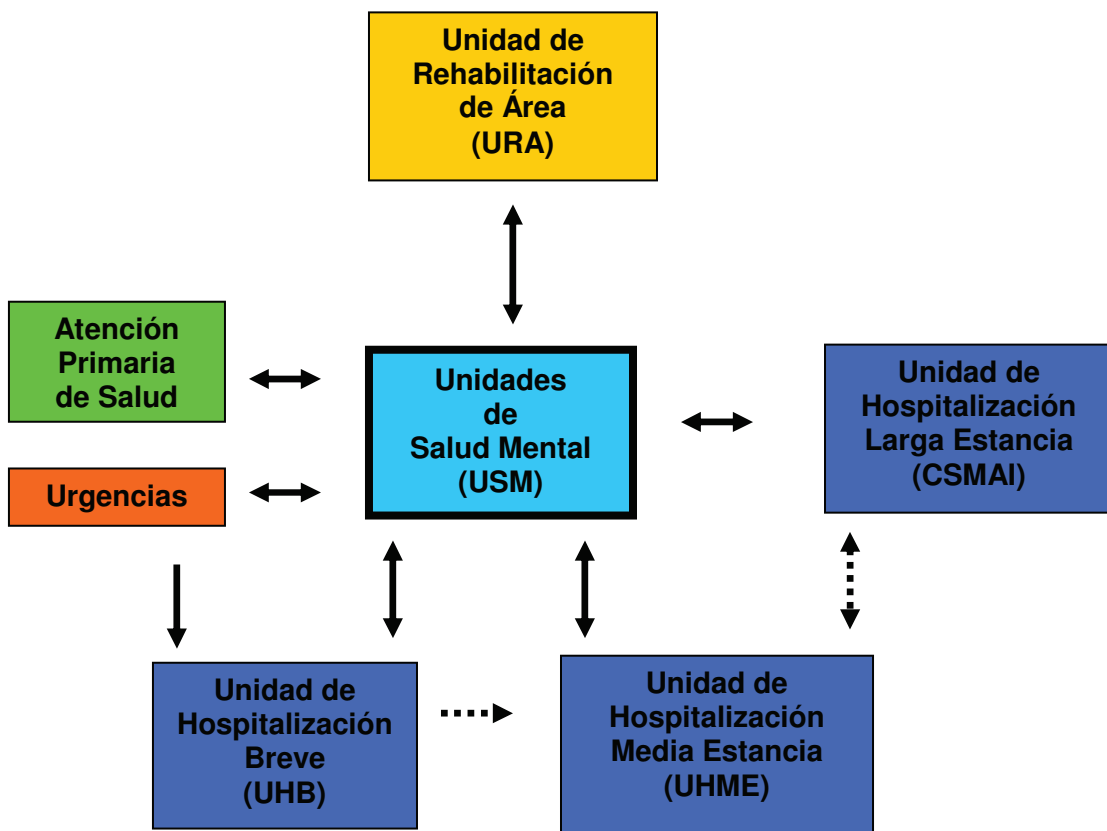 Unidad de
Rehabilitación
de Área
(URA)
Atención
Primaria
de Salud
Unidades
de
Salud Mental
(USM)
Unidad de
Hospitalización
Larga Estancia
(CSMAI)
Urgencias
Unidad de
Hospitalización
Breve
(UHB)
Unidad de
Hospitalización
Media Estancia
(UHME)